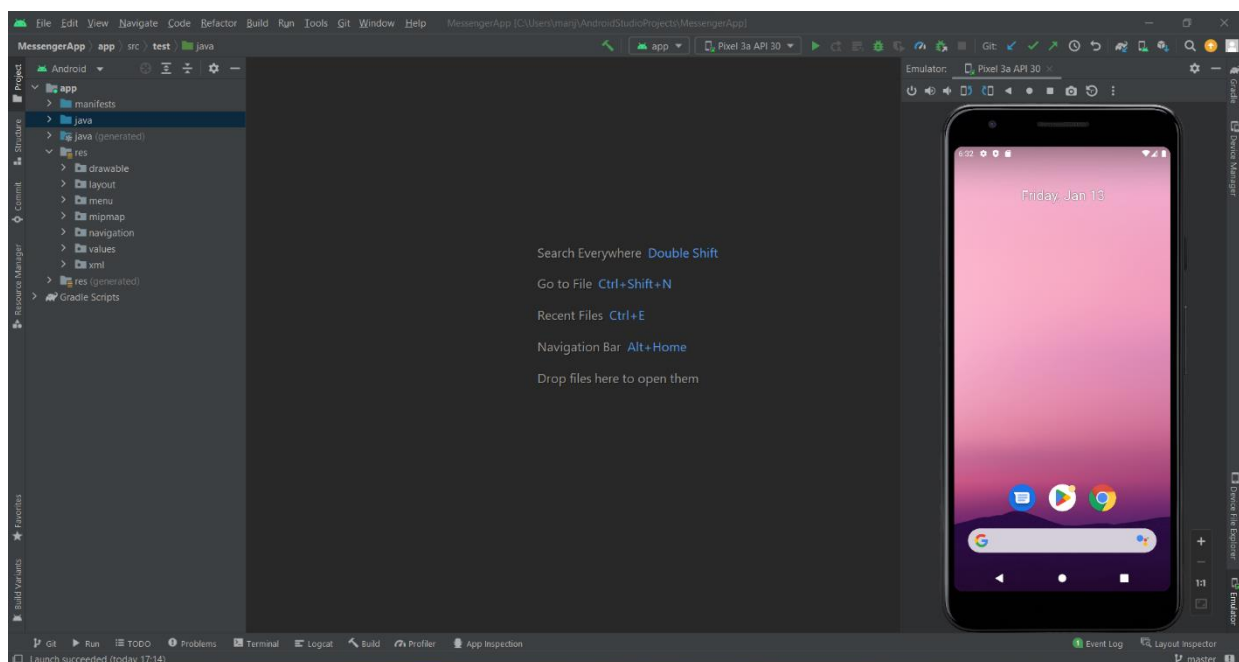 File Edit View Navigate Code Refactor Build Run Tools Git Window Help MessengerApp [C:\Users\manj\AndroidStudioProjects\MessengerApp]
MessengerApp app src test java app Pixel 3a API 30 Git:
Android
Emulator: Pixel 3a API 30
app
manifests
java
java (generated)
res
drawable
layout
menu
mipmap
navigation
values
xml
res (generated)
Gradle Scripts
Project
Structure
Commit
Resource Manager
Favorites
Build Variants
Search Everywhere Double Shift
Go to File Ctrl+Shift+N
Recent Files Ctrl+E
Navigation Bar Alt+Home
Drop files here to open them
6:32
Friday, Jan 13
1:1
Gradle
Device Manager
Device File Explorer
Emulator
Git Run TODO Problems Terminal Logcat Build Profiler App Inspection
1 Event Log Layout Inspector
Launch succeeded (today 17:14)
master